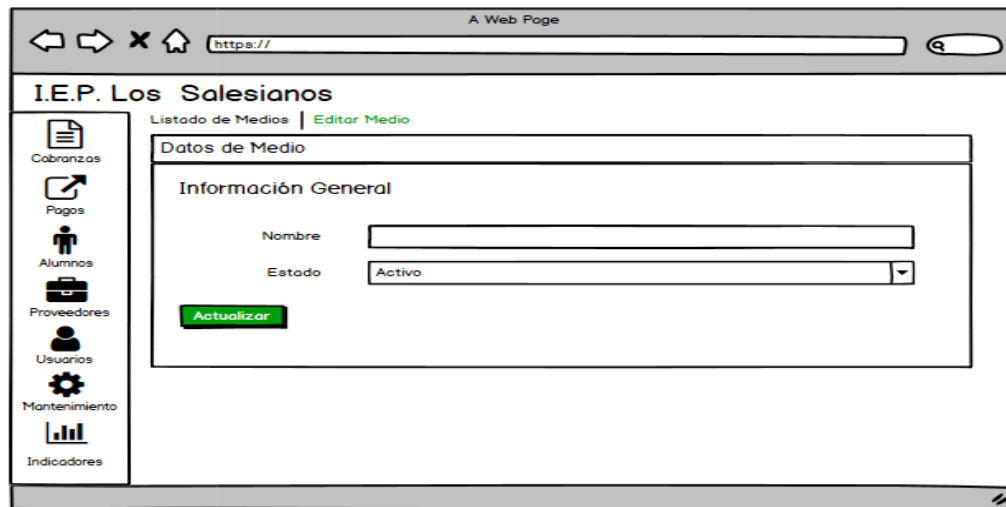 A Web Page
https://
I.E.P. Los Salesianos
Listado de Medios | Editar Medio
Datos de Medio
Información General
Nombre
Estado Activo
Actualizar
Cobranzas
Pagos
Alumnos
Proveedores
Usuarios
Mantenimiento
Indicadores